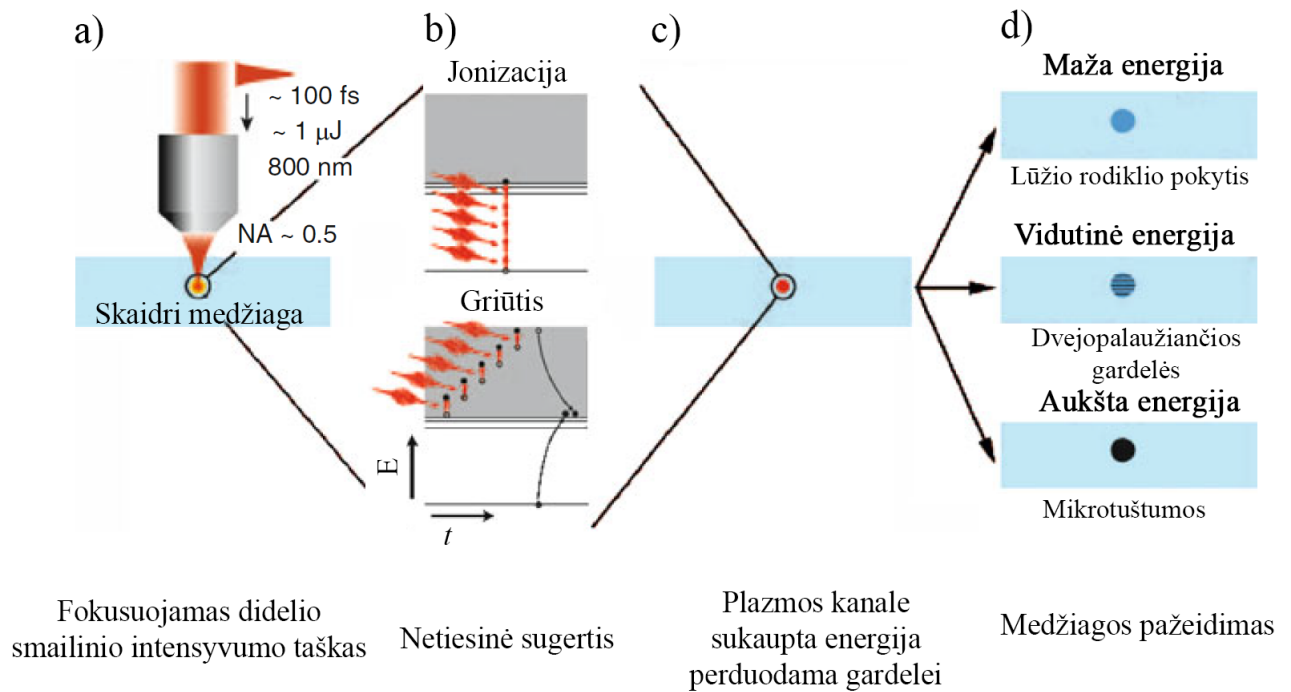 a)
~ 100 fs
~ 1 µJ
800 nm
NA ~ 0.5
Skaidri medžiaga
Fokusuojamas didelio
smailinio intensyvumo taškas
b)
Jonizacija
Griūtis
E
t
Netiesinė sugertis
c)
Plazmos kanale
sukaupta energija
perduodama gardelei
d)
Maža energija
Lūžio rodiklio pokytis
Vidutinė energija
Dvejopalaužiančios
gardelės
Aukšta energija
Mikrotuštumos
Medžiagos pažeidimas